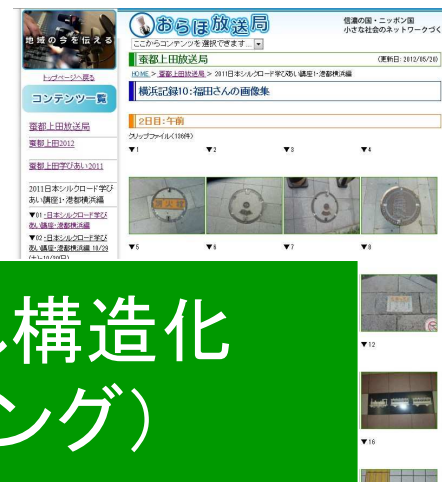 地域の今を伝える
おらほ放送局
ここからコンテンツを選択できます...
信濃の国・ニッポン国
小さな社会のネットワークづく
トップページへ戻る
蚕都上田放送局
(更新日:2012/05/20)
HOME > 蚕都上田放送局 > 2011日本シルクロード学び合い講座1・港都横浜編
コンテンツ一覧
横浜記録10:福田さんの画像集
蚕都上田放送局
2日目:午前
蚕都上田2012
クリップファイル(136件)
▼1
▼2
▼3
▼4
蚕都上田学びあい2011
2011日本シルクロード学び
あい講座1・港都横浜編
▼01 -日本シルクロード学び
あい講座・港都横浜編
▼02 -日本シルクロード学び
あい講座・港都横浜編 10/29
(土)-10/30(日)
▼5
▼6
▼7
▼8
構造化
ング)
▼12
▼16